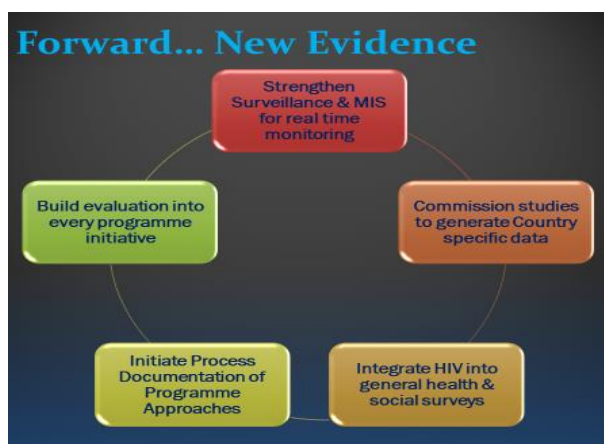 Forward... New Evidence
Strengthen
Surveillance & MIS
for real time
monitoring
Commission studies
to generate Country
specific data
Integrate HIV into
general health &
social surveys
Initiate Process
Documentation of
Programme
Approaches
Build evaluation into
every programme
initiative